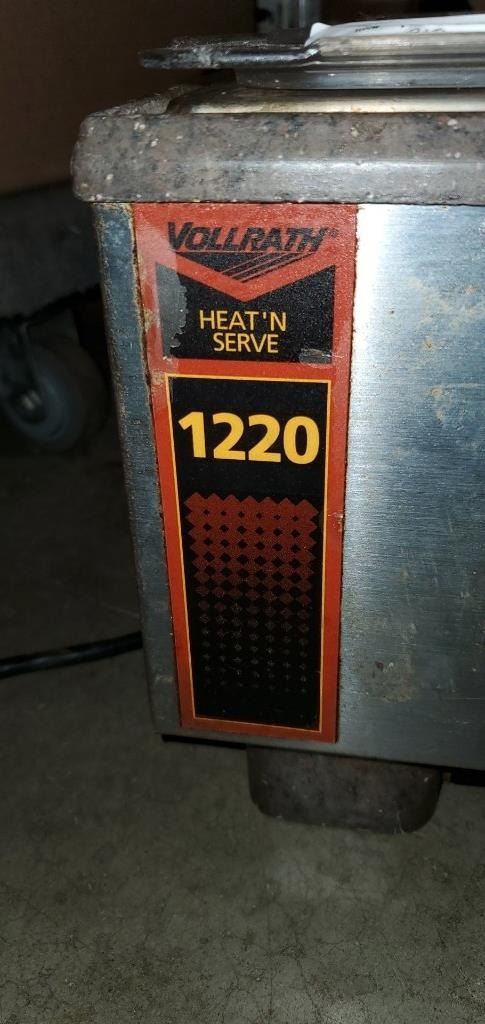 VOLLRATH®
HEAT'N
SERVE
1220